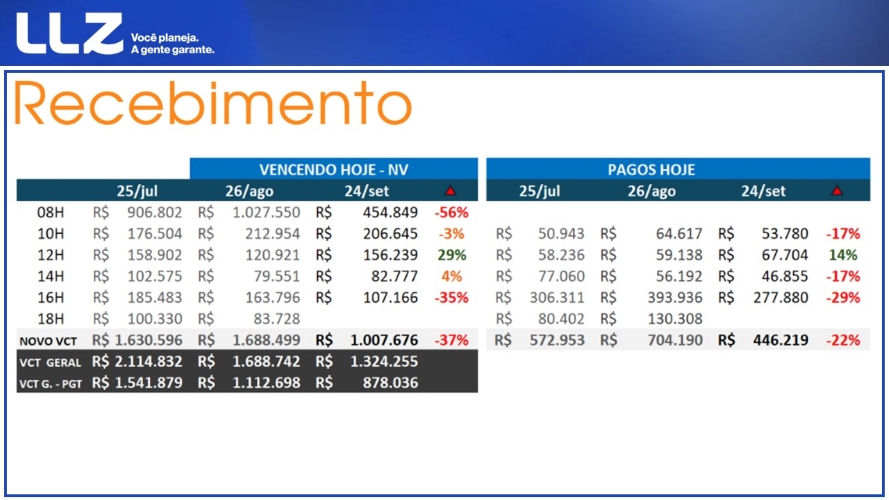 LLZ Você planeja.
A gente garante.
Recebimento
VENCENDO HOJE - NV PAGOS HOJE
25/jul 26/ago 24/set 25/jul 26/ago 24/set
08H R$ 906.802 R$ 1.027.550 R$ 454.849 -56%
10H R$ 176.504 R$ 212.954 R$ 206.645 -3% R$ 50.943 R$ 64.617 R$ 53.780 -17%
12H R$ 158.902 R$ 120.921 R$ 156.239 29% R$ 58.236 R$ 59.138 R$ 67.704 14%
14H R$ 102.575 R$ 79.551 R$ 82.777 4% R$ 77.060 R$ 56.192 R$ 46.855 -17%
16H R$ 185.483 R$ 163.796 R$ 107.166 -35% R$ 306.311 R$ 393.936 R$ 277.880 -29%
18H R$ 100.330 R$ 83.728 R$ 80.402 R$ 130.308
NOVO VCT R$ 1.630.596 R$ 1.688.499 R$ 1.007.676 -37% R$ 572.953 R$ 704.190 R$ 446.219 -22%
VCT GERAL R$ 2.114.832 R$ 1.688.742 R$ 1.324.255
VCT G. - PGT R$ 1.541.879 R$ 1.112.698 R$ 878.036